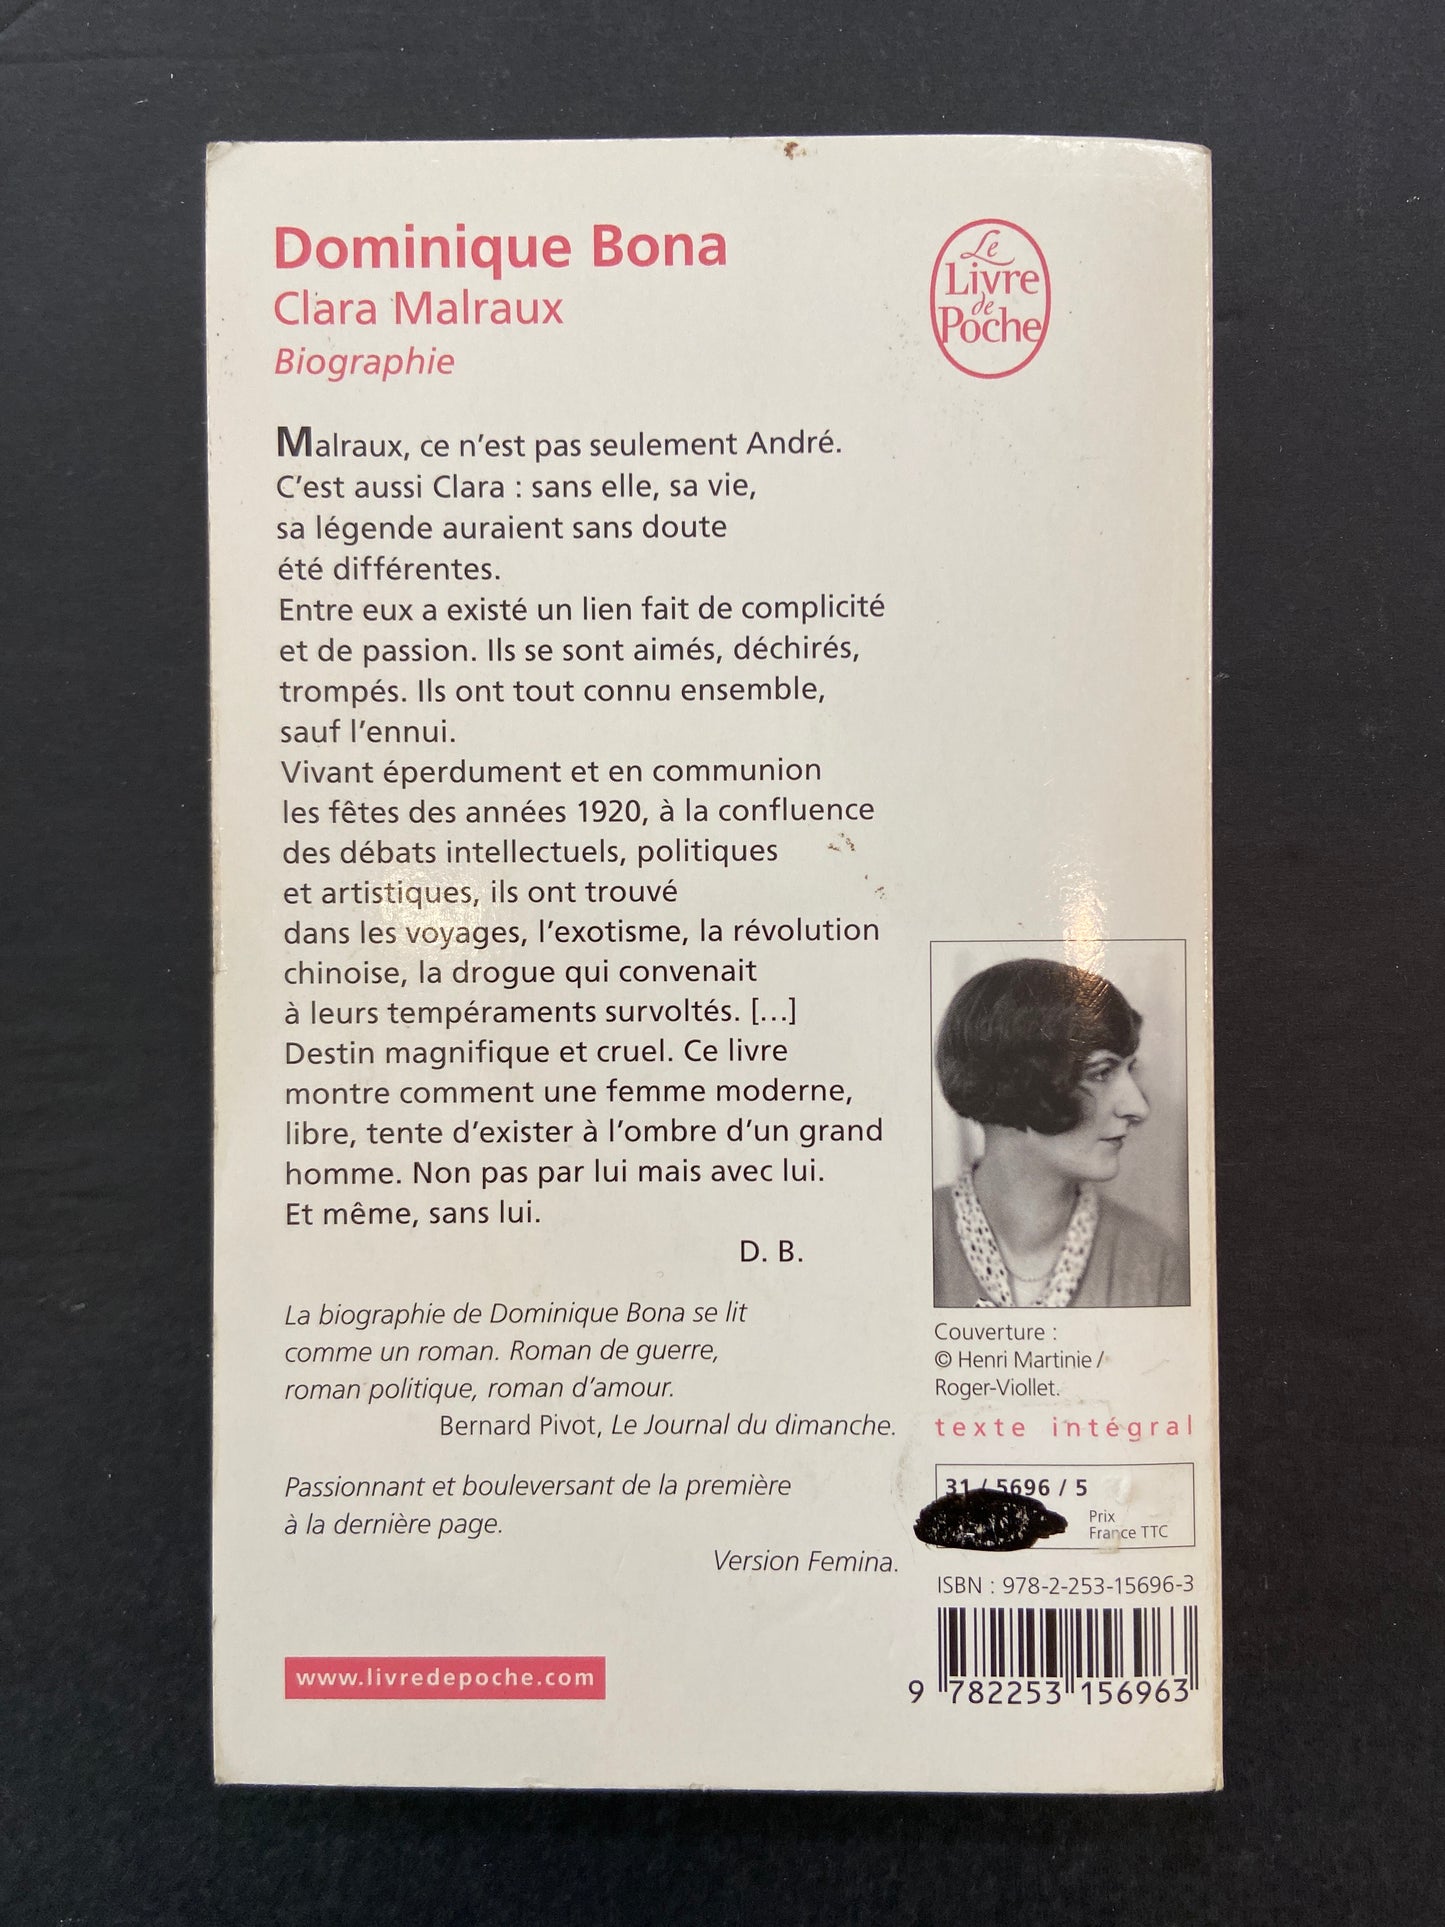 Dominique Bona
Clara Malraux
Biographie
Le
Livre
de
Poche
Malraux, ce n'est pas seulement André.
C'est aussi Clara : sans elle, sa vie,
sa légende auraient sans doute
été différentes.
Entre eux a existé un lien fait de complicité
et de passion. Ils se sont aimés, déchirés,
trompés. Ils ont tout connu ensemble,
sauf l'ennui.
Vivant éperdument et en communion
les fêtes des années 1920, à la confluence
des débats intellectuels, politiques
et artistiques, ils ont trouvé
dans les voyages, l'exotisme, la révolution
chinoise, la drogue qui convenait
à leurs tempéraments survoltés. [...]
Destin magnifique et cruel. Ce livre
montre comment une femme moderne,
libre, tente d'exister à l'ombre d'un grand
homme. Non pas par lui mais avec lui.
Et même, sans lui.
D. B.
La biographie de Dominique Bona se lit
comme un roman. Roman de guerre,
roman politique, roman d'amour.
Bernard Pivot, Le Journal du dimanche.
Passionnant et bouleversant de la première
à la dernière page.
Version Femina.
www.livredepoche.com
Couverture :
© Henri Martinie /
Roger-Viollet.
texte intégral
31 / 5696 / 5
Prix
France TTC
ISBN : 978-2-253-15696-3
9 782253 156963